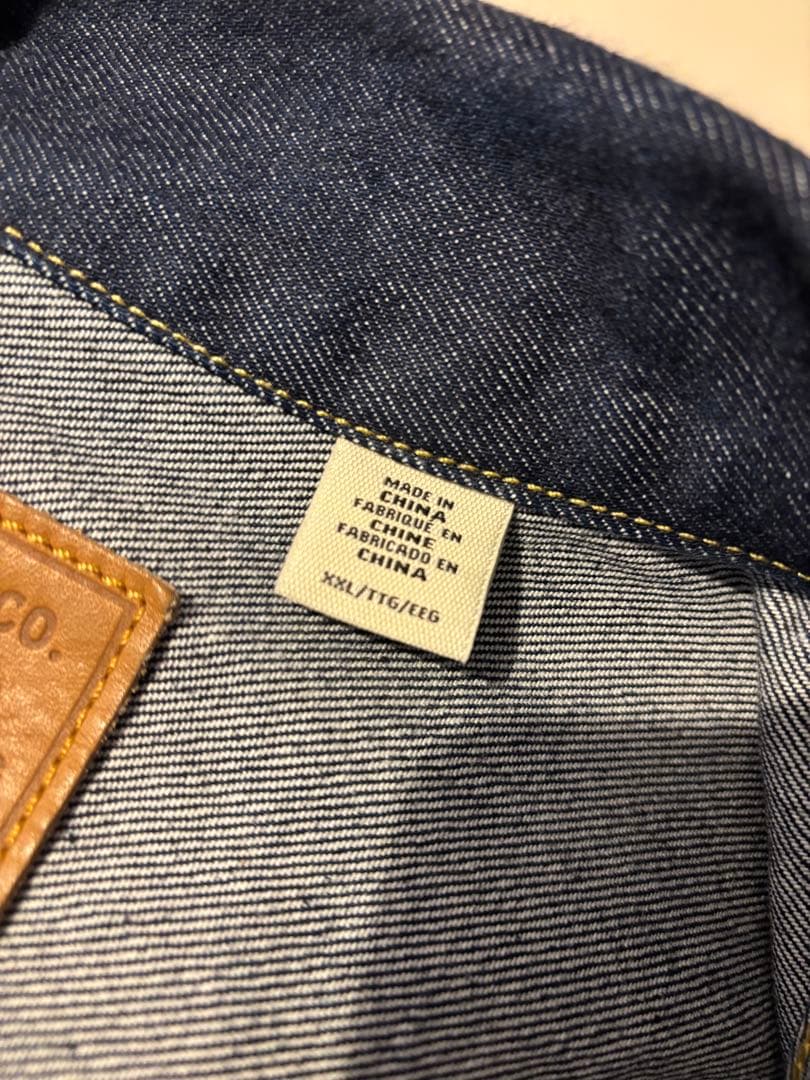 MADE IN
CHINA
FABRIQUÉ EN
CHINE
FABRICADO EN
CHINA
XXL/TTG/EEG
CO.